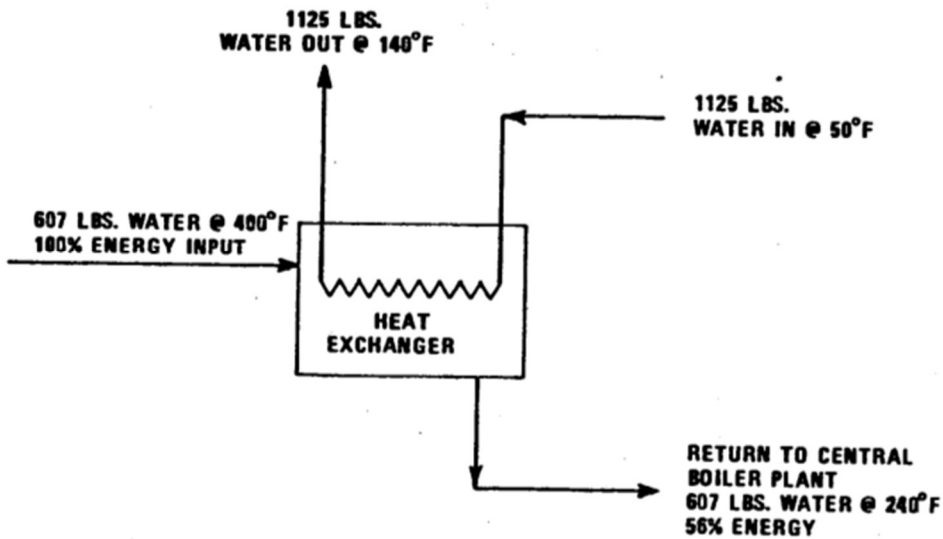 1125 LBS.
WATER OUT @ 140°F
1125 LBS.
WATER IN @ 50°F
607 LBS. WATER @ 400°F
100% ENERGY INPUT
HEAT
EXCHANGER
RETURN TO CENTRAL
BOILER PLANT
607 LBS. WATER @ 240°F
56% ENERGY